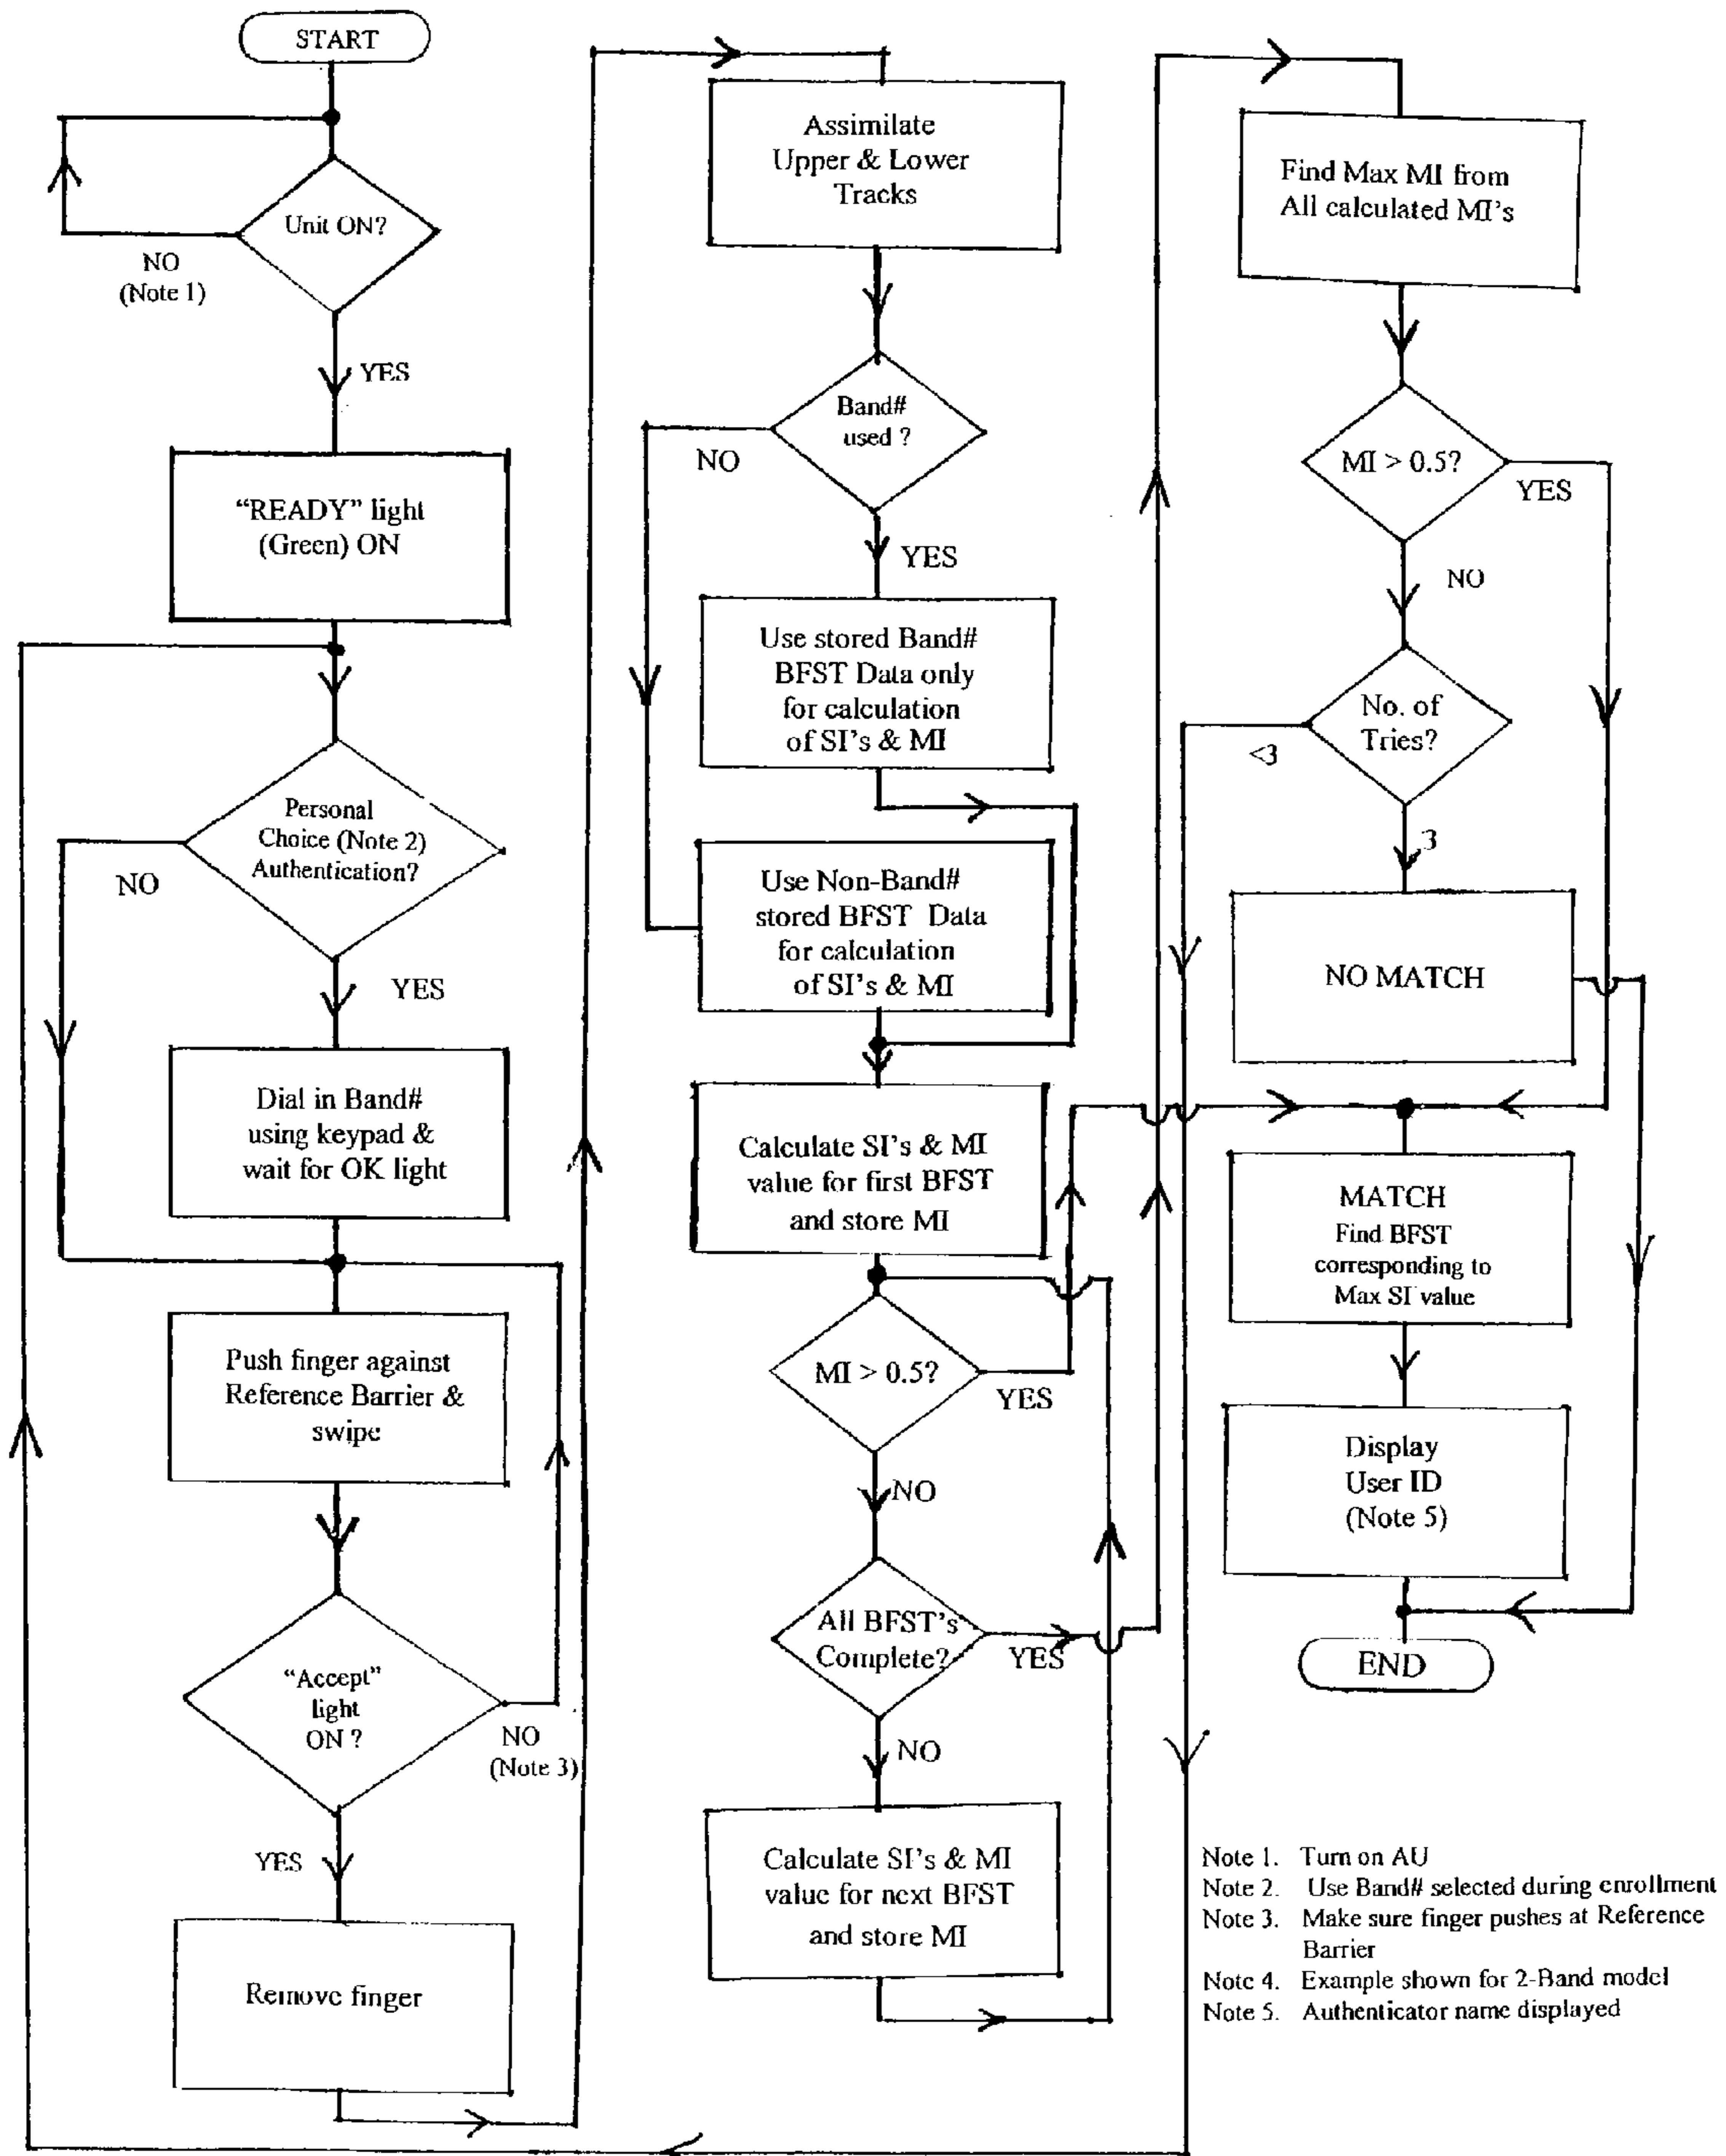 START
Unit ON?
NO
(Note 1)
YES
“READY” light
(Green) ON
Personal
Choice (Note 2)
Authentication?
NO
YES
Dial in Band#
using keypad &
wait for OK light
Push finger against
Reference Barrier &
swipe
“Accept”
light
ON ?
NO
(Note 3)
YES
Remove finger
Assimilate
Upper & Lower
Tracks
Band#
used ?
NO
YES
Use stored Band#
BFST Data only
for calculation
of SI's & MI
Use Non-Band#
stored BFST Data
for calculation
of SI's & MI
Calculate SI's & MI
value for first BFST
and store MI
MI > 0.5?
YES
NO
All BFST's
Complete?
YES
NO
Calculate SI's & MI
value for next BFST
and store MI
Find Max MI from
All calculated MI's
MI > 0.5?
YES
NO
No. of
Tries?
<3
3
NO MATCH
MATCH
Find BFST
corresponding to
Max SI value
Display
User ID
(Note 5)
END
Note 1. Turn on AU
Note 2. Use Band# selected during enrollment
Note 3. Make sure finger pushes at Reference
Barrier
Note 4. Example shown for 2-Band model
Note 5. Authenticator name displayed